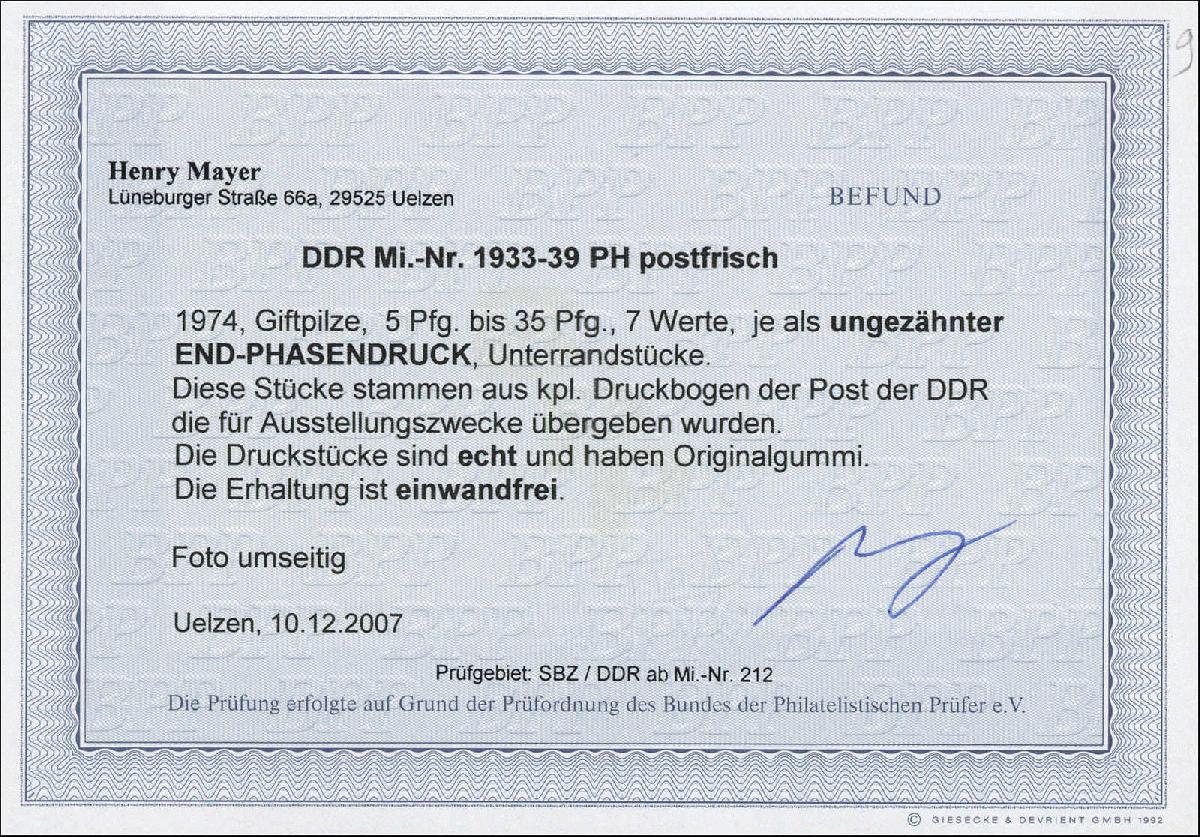 9
Henry Mayer
Lüneburger Straße 66a, 29525 Uelzen
BEFUND
DDR Mi.-Nr. 1933-39 PH postfrisch
1974, Giftpilze, 5 Pfg. bis 35 Pfg., 7 Werte, je als ungezähnter
END-PHASENDRUCK, Unterrandstücke.
Diese Stücke stammen aus kpl. Druckbogen der Post der DDR
die für Ausstellungszwecke übergeben wurden.
Die Druckstücke sind echt und haben Originalgummi.
Die Erhaltung ist einwandfrei.
Foto umseitig
Uelzen, 10.12.2007
Prüfgebiet: SBZ / DDR ab Mi.-Nr. 212
Die Prüfung erfolgte auf Grund der Prüfordnung des Bundes der Philatelistischen Prüfer e.V.
© GIESECKE & DEVRIENT GMBH 1992